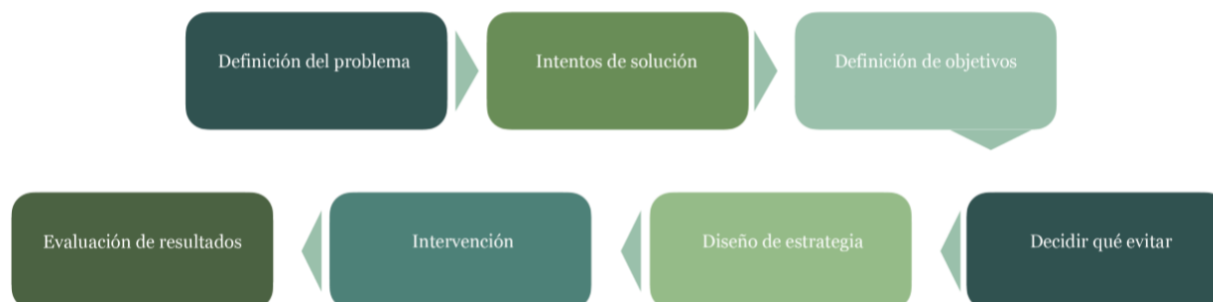 Definición del problema
Intentos de solución
Definición de objetivos
Decidir qué evitar
Diseño de estrategia
Intervención
Evaluación de resultados